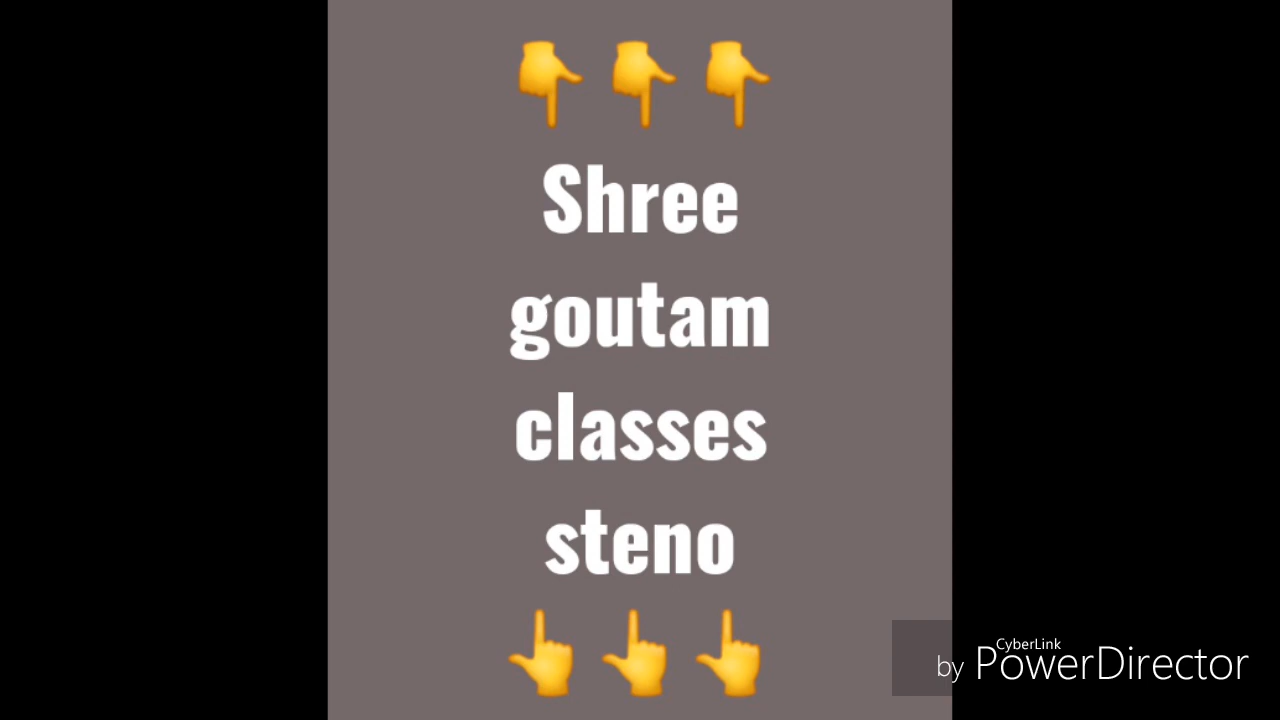 👇👇👇
Shree
goutam
classes
steno
👆👆👆
CyberLink
by PowerDirector